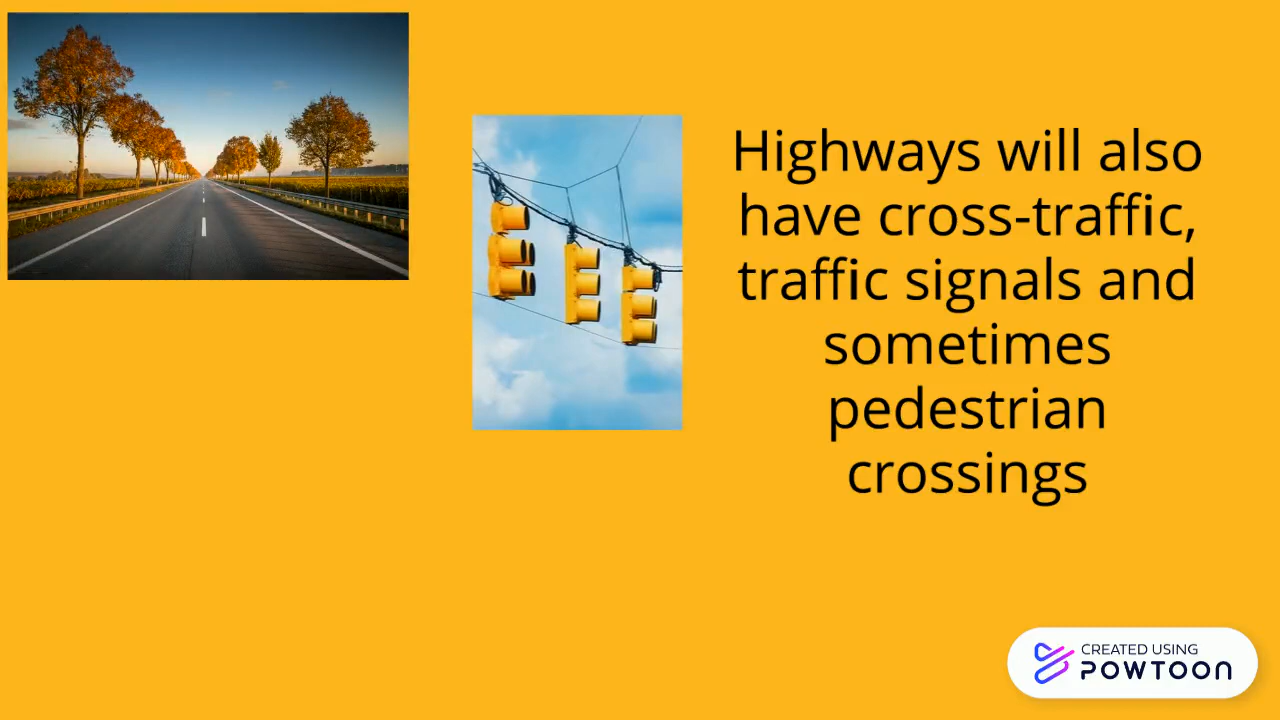 Highways will also
have cross-traffic,
traffic signals and
sometimes
pedestrian
crossings
CREATED USING
POWTOON